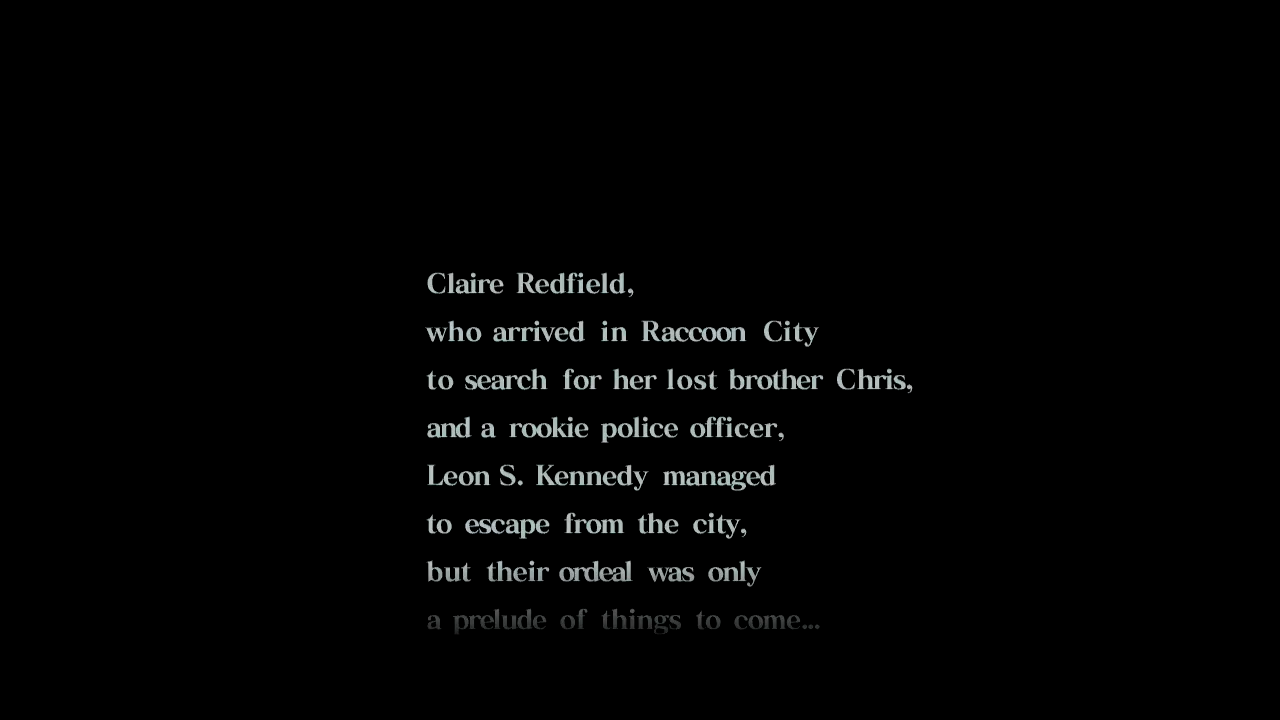 Claire Redfield,
who arrived in Raccoon City
to search for her lost brother Chris,
and a rookie police officer,
Leon S. Kennedy managed
to escape from the city,
but their ordeal was only
a prelude of things to come...